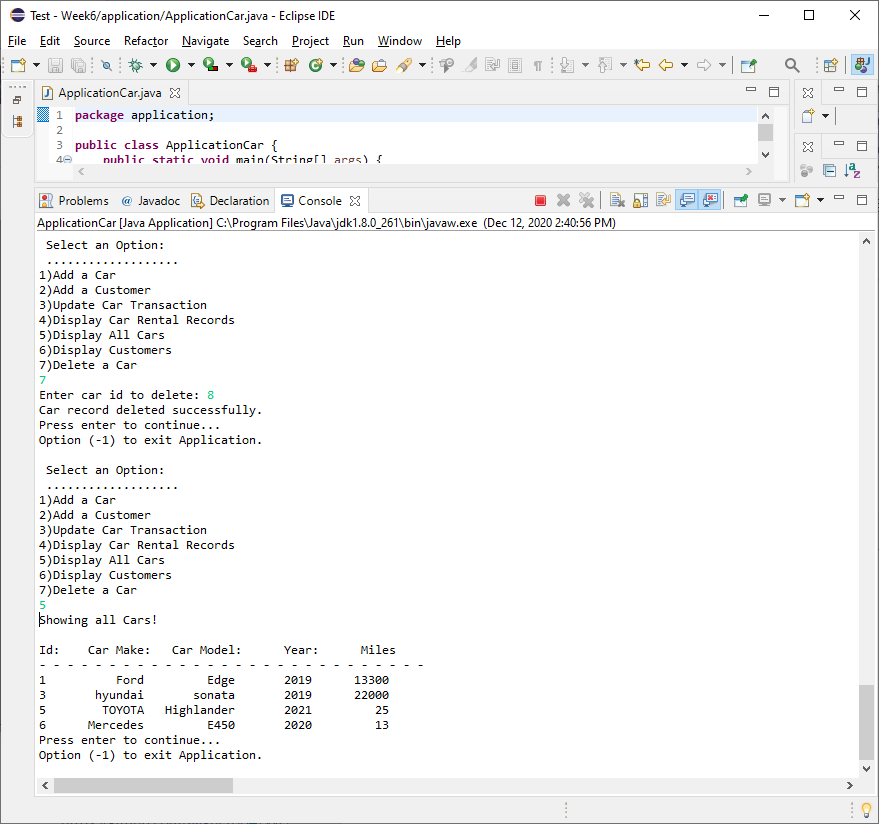 Test - Week6/application/ApplicationCar.java - Eclipse IDE
File Edit Source Refactor Navigate Search Project Run Window Help
ApplicationCar.java
1 package application;
2
3 public class ApplicationCar {
4 public static void main(String[] args) {
Problems @ Javadoc Declaration Console
ApplicationCar [Java Application] C:\Program Files\Java\jdk1.8.0_261\bin\javaw.exe (Dec 12, 2020 2:40:56 PM)
Select an Option:
...................
1)Add a Car
2)Add a Customer
3)Update Car Transaction
4)Display Car Rental Records
5)Display All Cars
6)Display Customers
7)Delete a Car
7
Enter car id to delete: 8
Car record deleted successfully.
Press enter to continue...
Option (-1) to exit Application.
Select an Option:
...................
1)Add a Car
2)Add a Customer
3)Update Car Transaction
4)Display Car Rental Records
5)Display All Cars
6)Display Customers
7)Delete a Car
5
Showing all Cars!
Id: Car Make: Car Model: Year: Miles
- - - - - - - - - - - - - - - - - - - - - - - - - - - -
1 Ford Edge 2019 13300
3 hyundai sonata 2019 22000
5 TOYOTA Highlander 2021 25
6 Mercedes E450 2020 13
Press enter to continue...
Option (-1) to exit Application.